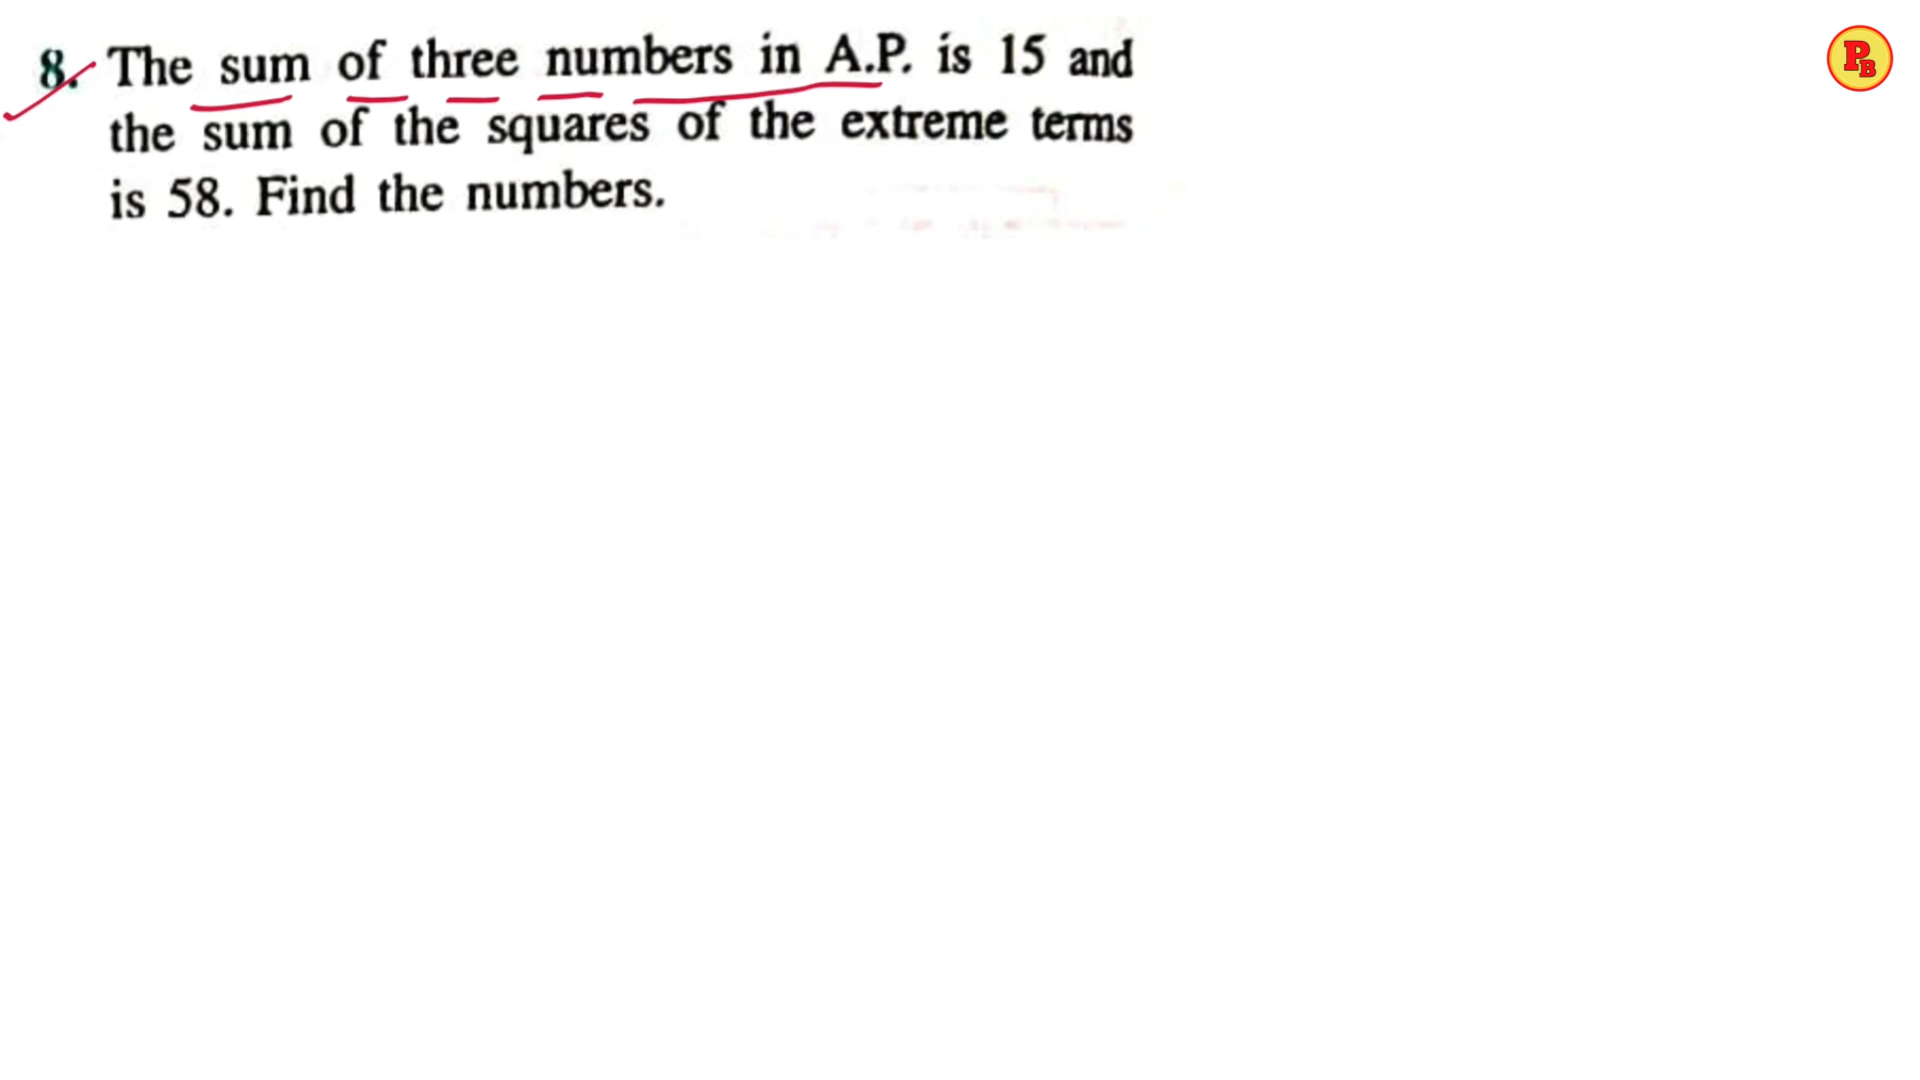 8. The sum of three numbers in A.P. is 15 and
the sum of the squares of the extreme terms
is 58. Find the numbers.
PB